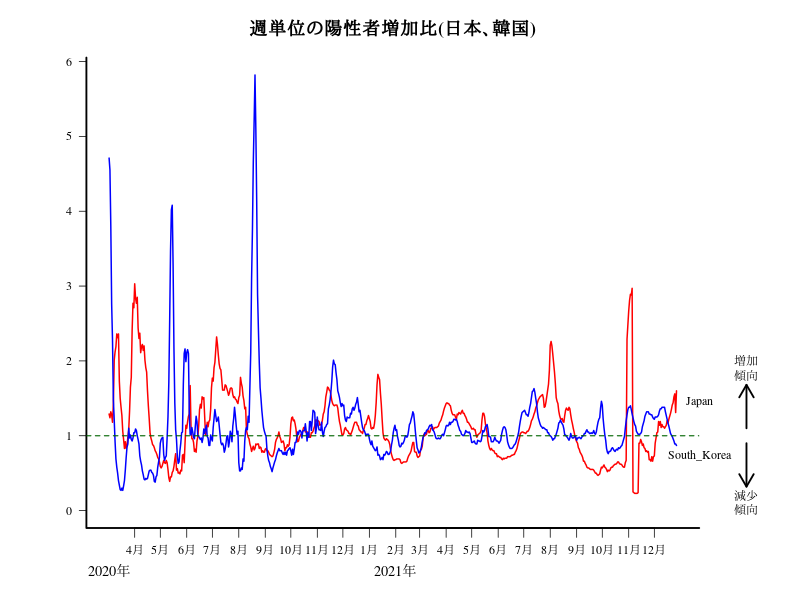 週単位の陽性者増加比(日本、韓国)
6
5
4
3
2
1
0
増加
傾向
Japan
South_Korea
減少
傾向
4月 5月 6月 7月 8月 9月 10月 11月 12月 1月 2月 3月 4月 5月 6月 7月 8月 9月 10月 11月 12月
2020年 2021年